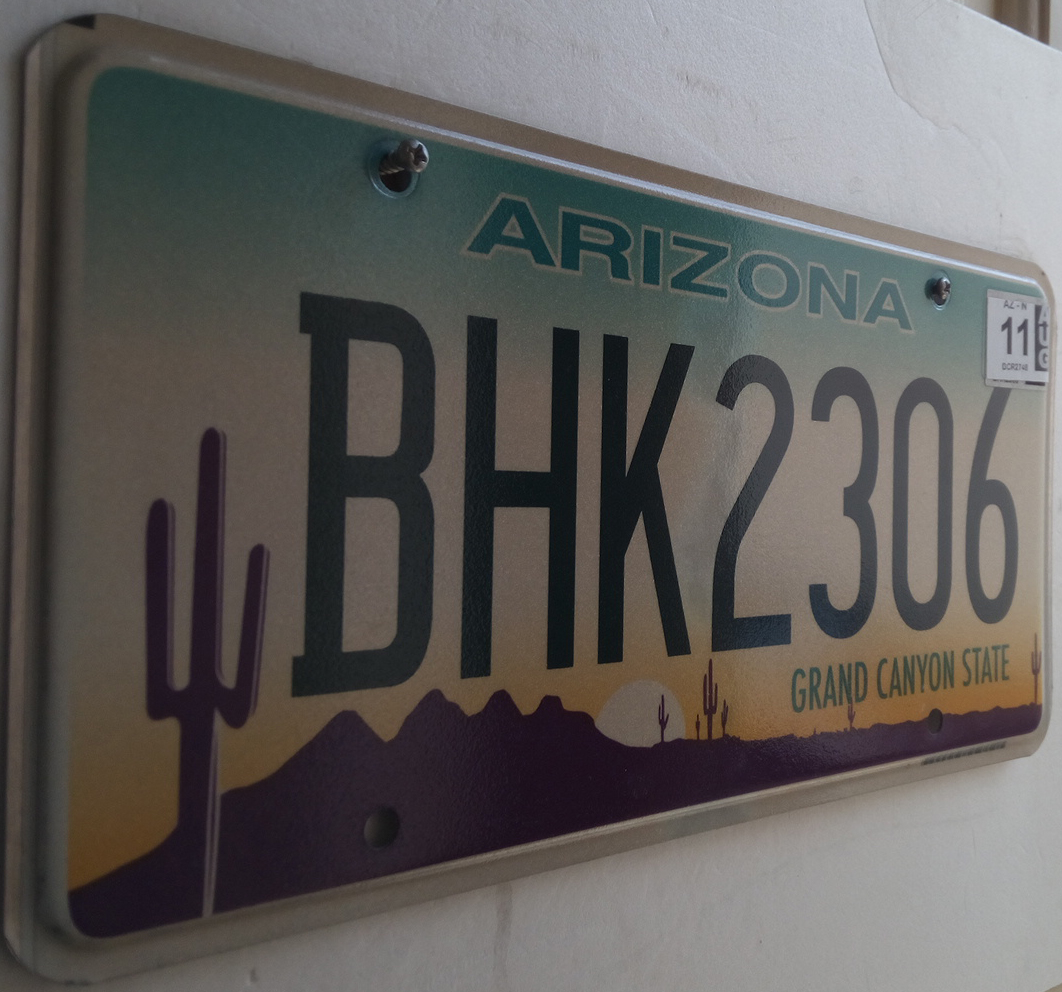 ARIZONA
BHK2306
11
GRAND CANYON STATE